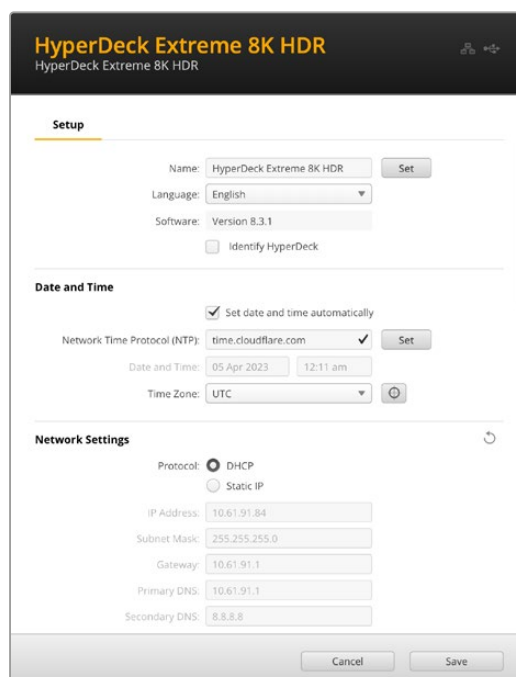 HyperDeck Extreme 8K HDR
HyperDeck Extreme 8K HDR
Setup
Name: HyperDeck Extreme 8K HDR Set
Language: English
Software: Version 8.3.1
Identify HyperDeck
Date and Time
Set date and time automatically
Network Time Protocol (NTP): time.cloudflare.com Set
Date and Time: 05 Apr 2023 12:11 am
Time Zone: UTC
Network Settings
Protocol: DHCP
Static IP
IP Address: 10.61.91.84
Subnet Mask: 255.255.255.0
Gateway: 10.61.91.1
Primary DNS: 10.61.91.1
Secondary DNS: 8.8.8.8
Cancel Save